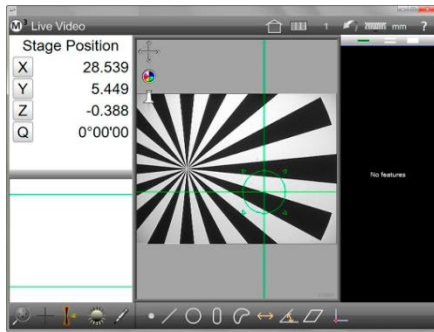 M³ Live Video
1
mm
?
Stage Position
X 28.539
Y 5.449
Z -0.388
Q 0°00'00
No features